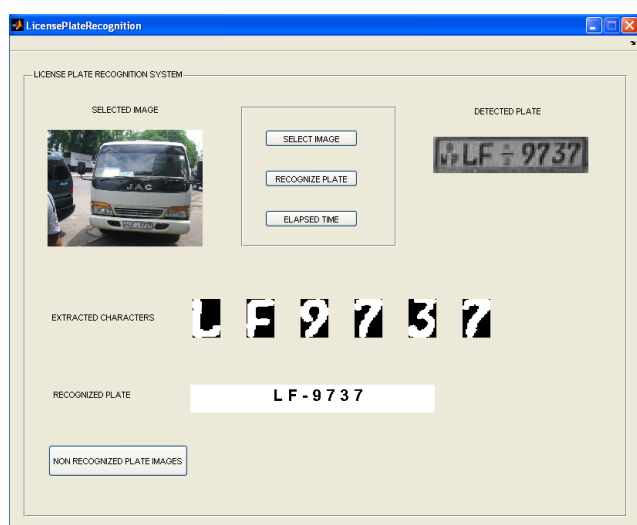 LicensePlateRecognition
LICENSE PLATE RECOGNITION SYSTEM
SELECTED IMAGE
DETECTED PLATE
SELECT IMAGE
RECOGNIZE PLATE
ELAPSED TIME
JAC
LF 9737
EXTRACTED CHARACTERS
L F 9 7 3 7
RECOGNIZED PLATE
L F - 9 7 3 7
NON RECOGNIZED PLATE IMAGES